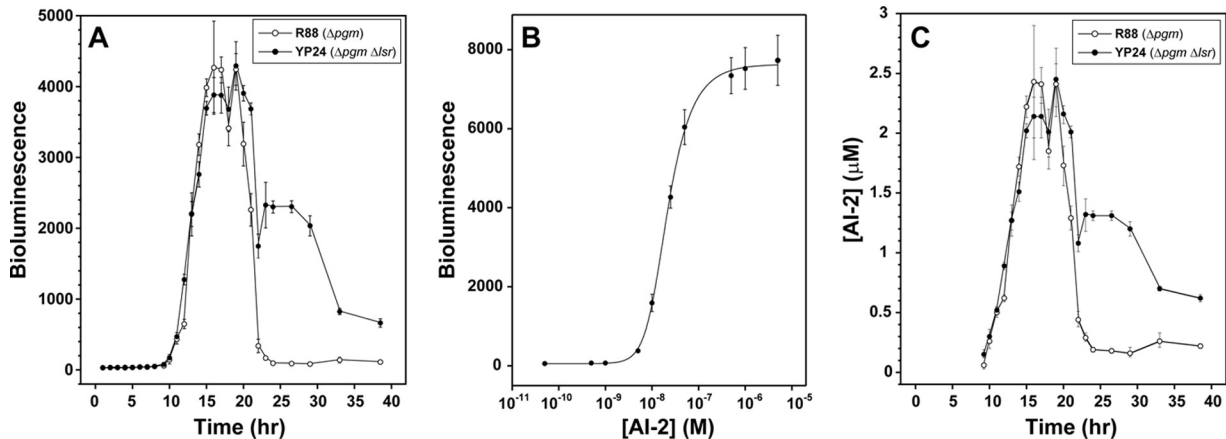 A
R88 (Δpgm)
YP24 (Δpgm Δlsr)
Bioluminescence
5000
4000
3000
2000
1000
0
0 5 10 15 20 25 30 35 40
Time (hr)
B
Bioluminescence
8000
6000
4000
2000
0
10⁻¹¹ 10⁻¹⁰ 10⁻⁹ 10⁻⁸ 10⁻⁷ 10⁻⁶ 10⁻⁵
[AI-2] (M)
C
R88 (Δpgm)
YP24 (Δpgm Δlsr)
[AI-2] (µM)
3
2.5
2
1.5
1
0.5
0
0 5 10 15 20 25 30 35 40
Time (hr)